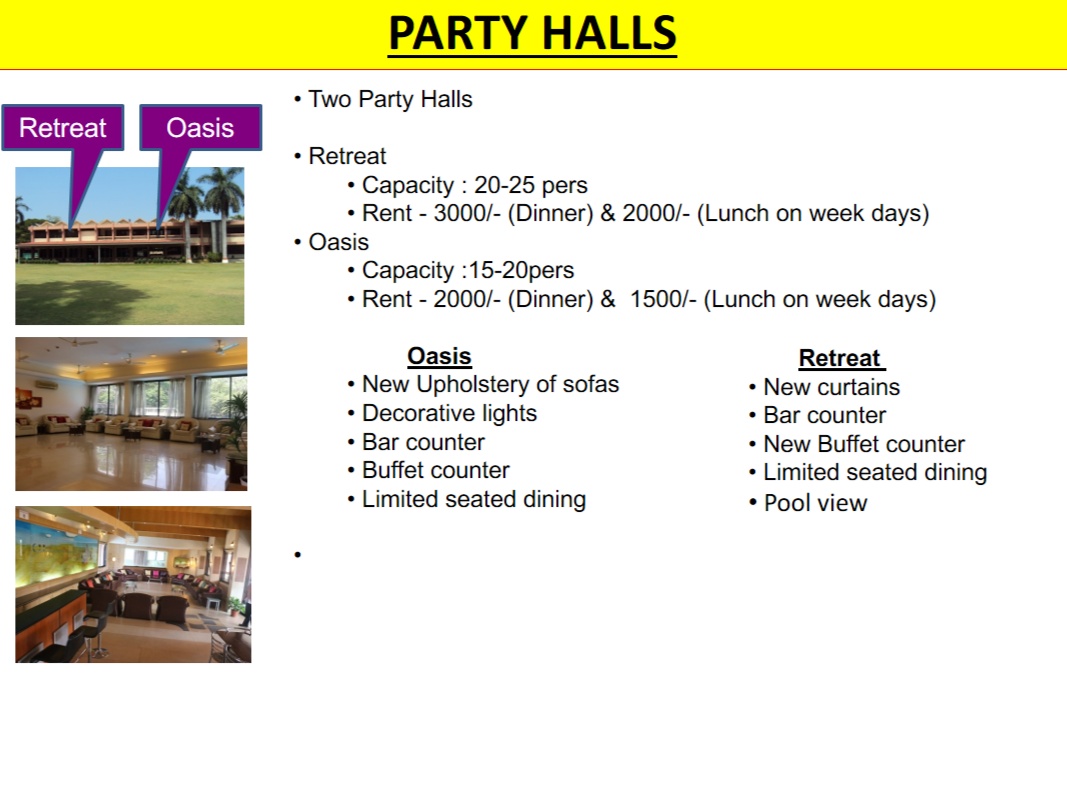 PARTY HALLS
Retreat
Oasis
• Two Party Halls
• Retreat
• Capacity : 20-25 pers
• Rent - 3000/- (Dinner) & 2000/- (Lunch on week days)
• Oasis
• Capacity :15-20pers
• Rent - 2000/- (Dinner) &  1500/- (Lunch on week days)
Oasis
• New Upholstery of sofas
• Decorative lights
• Bar counter
• Buffet counter
• Limited seated dining
Retreat
• New curtains
• Bar counter
• New Buffet counter
• Limited seated dining
• Pool view
•